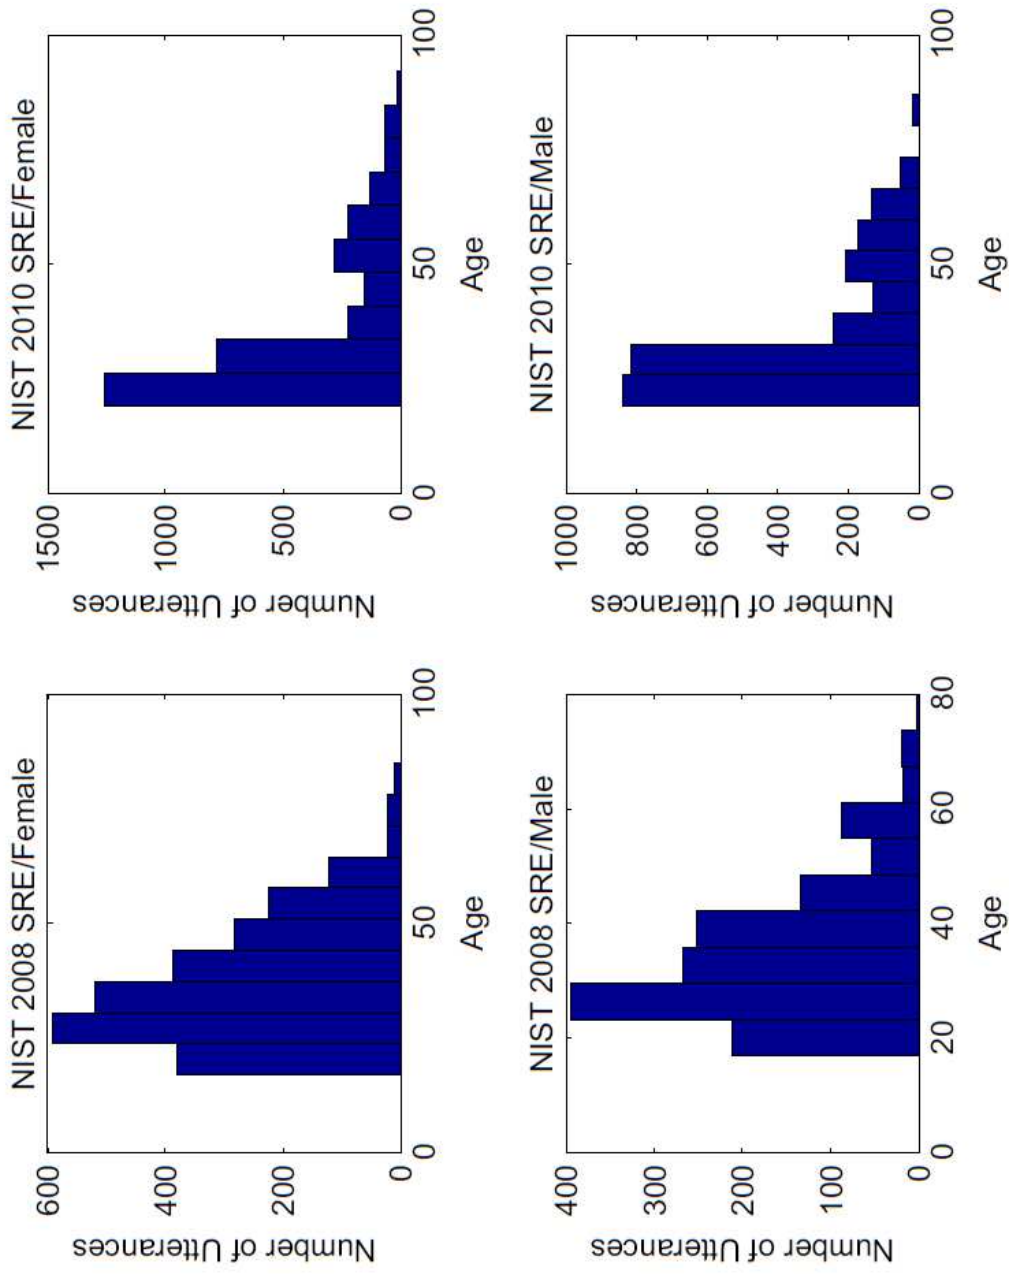 NIST 2008 SRE/Female
600
400
200
0
Number of Utterances
0
50
100
Age
NIST 2010 SRE/Female
1500
1000
500
0
Number of Utterances
0
50
100
Age
NIST 2008 SRE/Male
400
300
200
100
0
Number of Utterances
0
20
40
60
80
Age
NIST 2010 SRE/Male
1000
800
600
400
200
0
Number of Utterances
0
50
100
Age